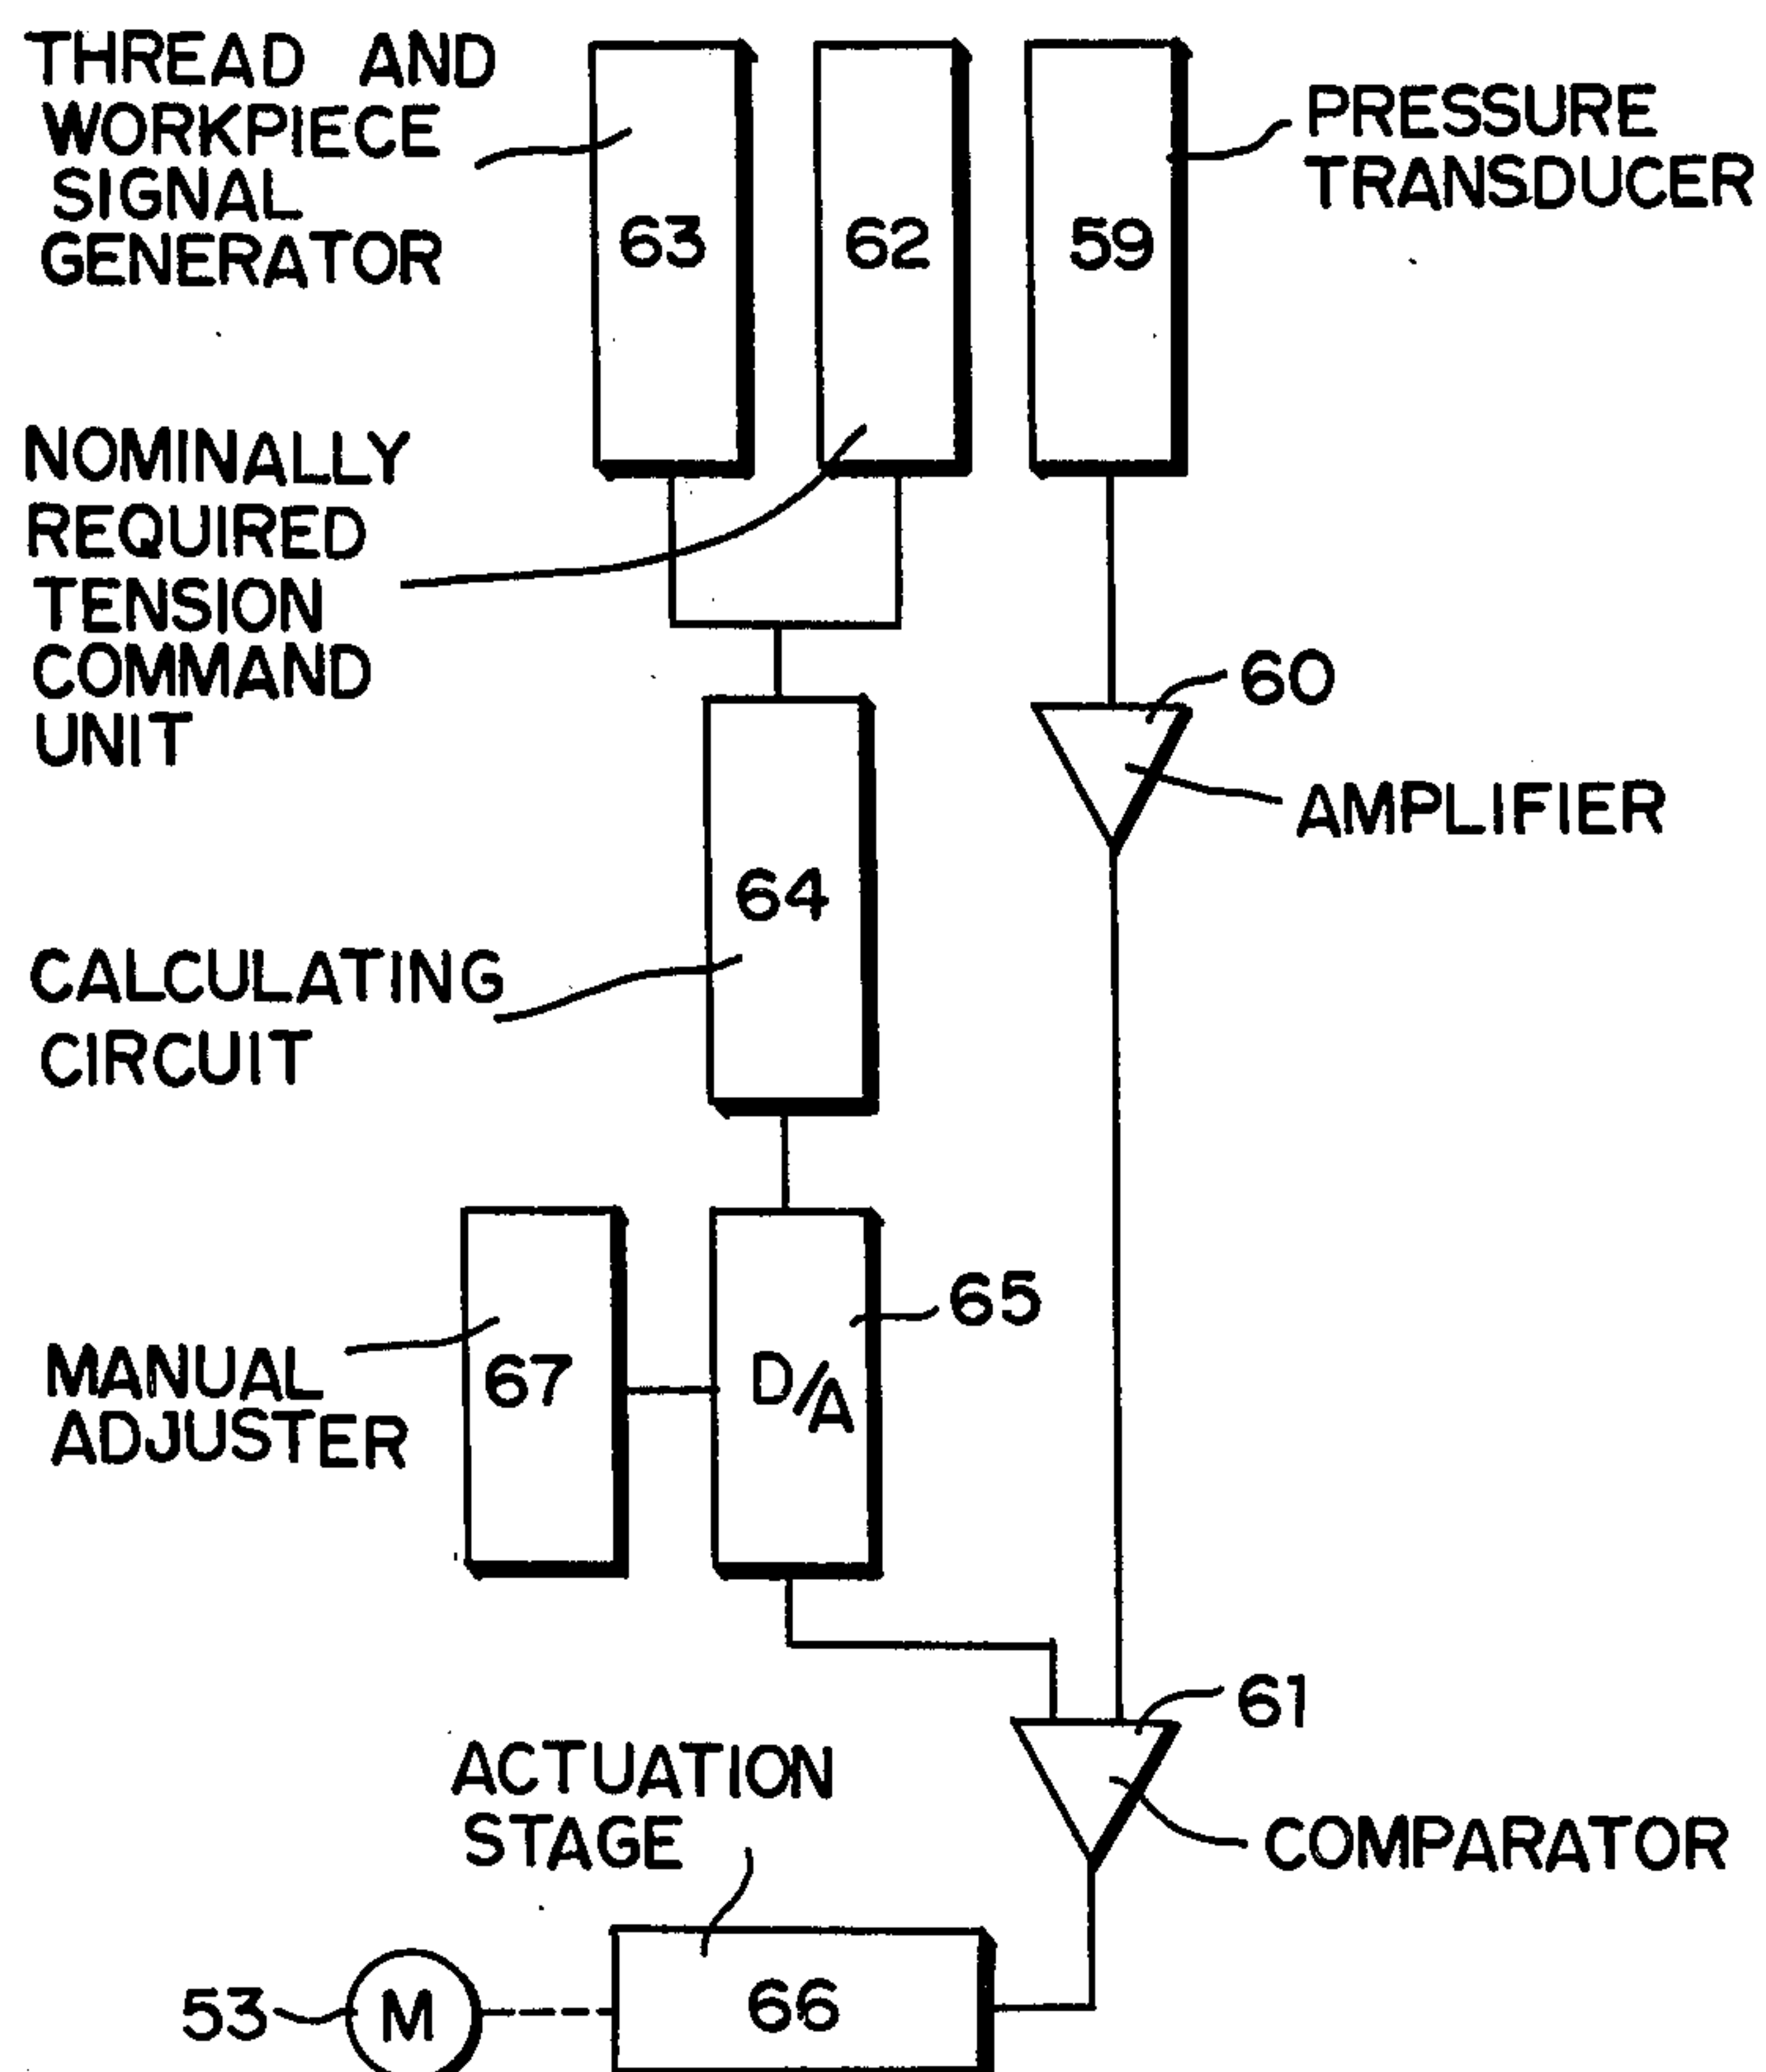 THREAD AND
WORKPIECE
SIGNAL
GENERATOR
63
62
59
PRESSURE
TRANSDUCER
NOMINALLY
REQUIRED
TENSION
COMMAND
UNIT
60
AMPLIFIER
64
CALCULATING
CIRCUIT
65
D/A
67
MANUAL
ADJUSTER
61
COMPARATOR
ACTUATION
STAGE
66
53
M